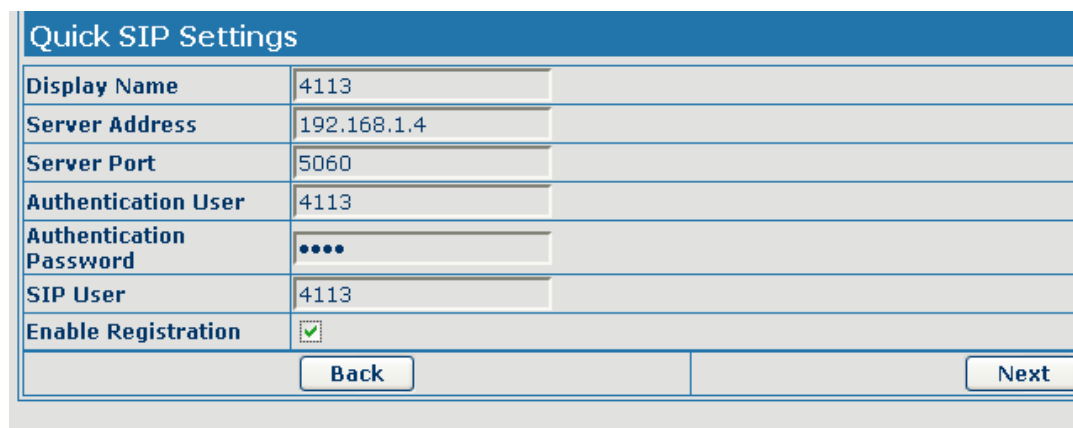 Quick SIP Settings
Display Name 4113
Server Address 192.168.1.4
Server Port 5060
Authentication User 4113
Authentication
Password ••••
SIP User 4113
Enable Registration
Back Next